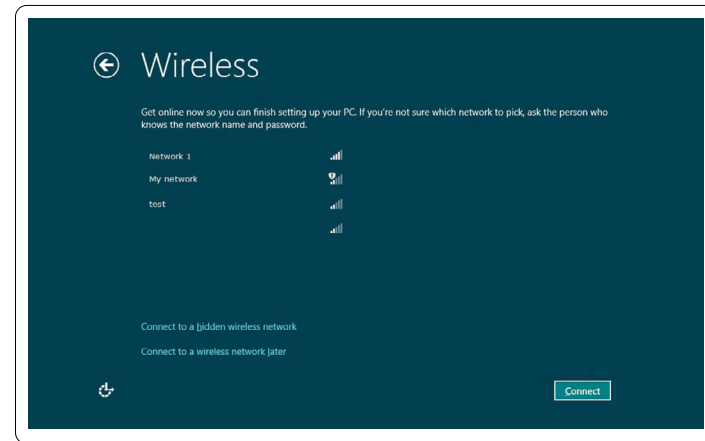 Wireless
Get online now so you can finish setting up your PC. If you're not sure which network to pick, ask the person who
knows the network name and password.
Network 1
My network
test
Connect to a hidden wireless network
Connect to a wireless network later
Connect